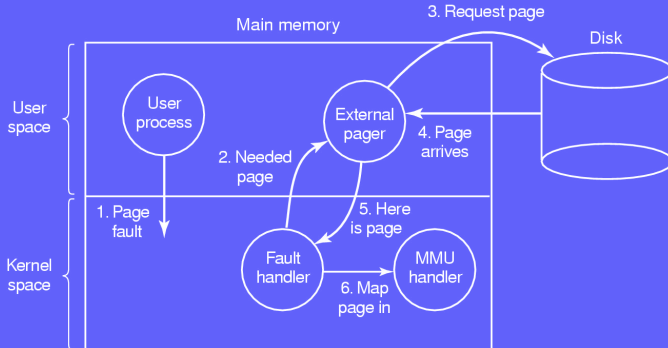 3. Request page
Main memory
Disk
User
space
User
process
External
pager
4. Page
arrives
2. Needed
page
1. Page
fault
5. Here
is page
Kernel
space
Fault
handler
MMU
handler
6. Map
page in